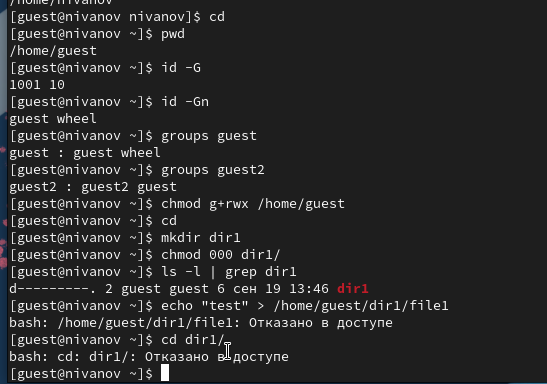 /home/nivanov
[guest@nivanov nivanov]$ cd
[guest@nivanov ~]$ pwd
/home/guest
[guest@nivanov ~]$ id -G
1001 10
[guest@nivanov ~]$ id -Gn
guest wheel
[guest@nivanov ~]$ groups guest
guest : guest wheel
[guest@nivanov ~]$ groups guest2
guest2 : guest2 guest
[guest@nivanov ~]$ chmod g+rwx /home/guest
[guest@nivanov ~]$ cd
[guest@nivanov ~]$ mkdir dir1
[guest@nivanov ~]$ chmod 000 dir1/
[guest@nivanov ~]$ ls -l | grep dir1
d---------. 2 guest guest 6 сен 19 13:46 dir1
[guest@nivanov ~]$ echo "test" > /home/guest/dir1/file1
bash: /home/guest/dir1/file1: Отказано в доступе
[guest@nivanov ~]$ cd dir1/
bash: cd: dir1/: Отказано в доступе
[guest@nivanov ~]$